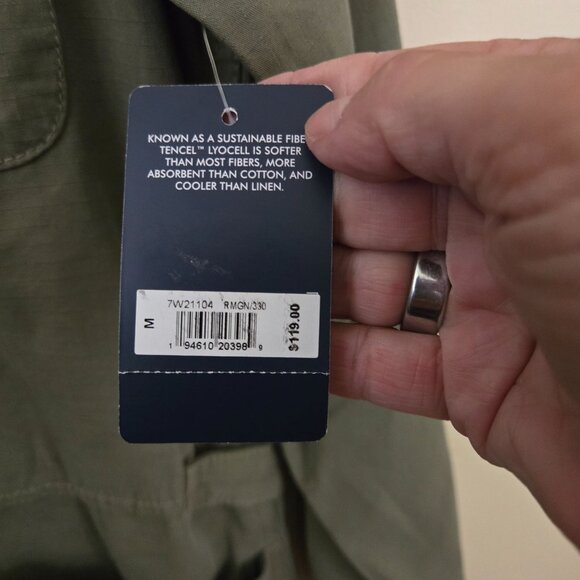 KNOWN AS A SUSTAINABLE FIBE
TENCEL™ LYOCELL IS SOFTER
THAN MOST FIBERS, MORE
ABSORBENT THAN COTTON, AND
COOLER THAN LINEN.
7W21104 RMGN/330
M
$119.00
1 94610 20398 9